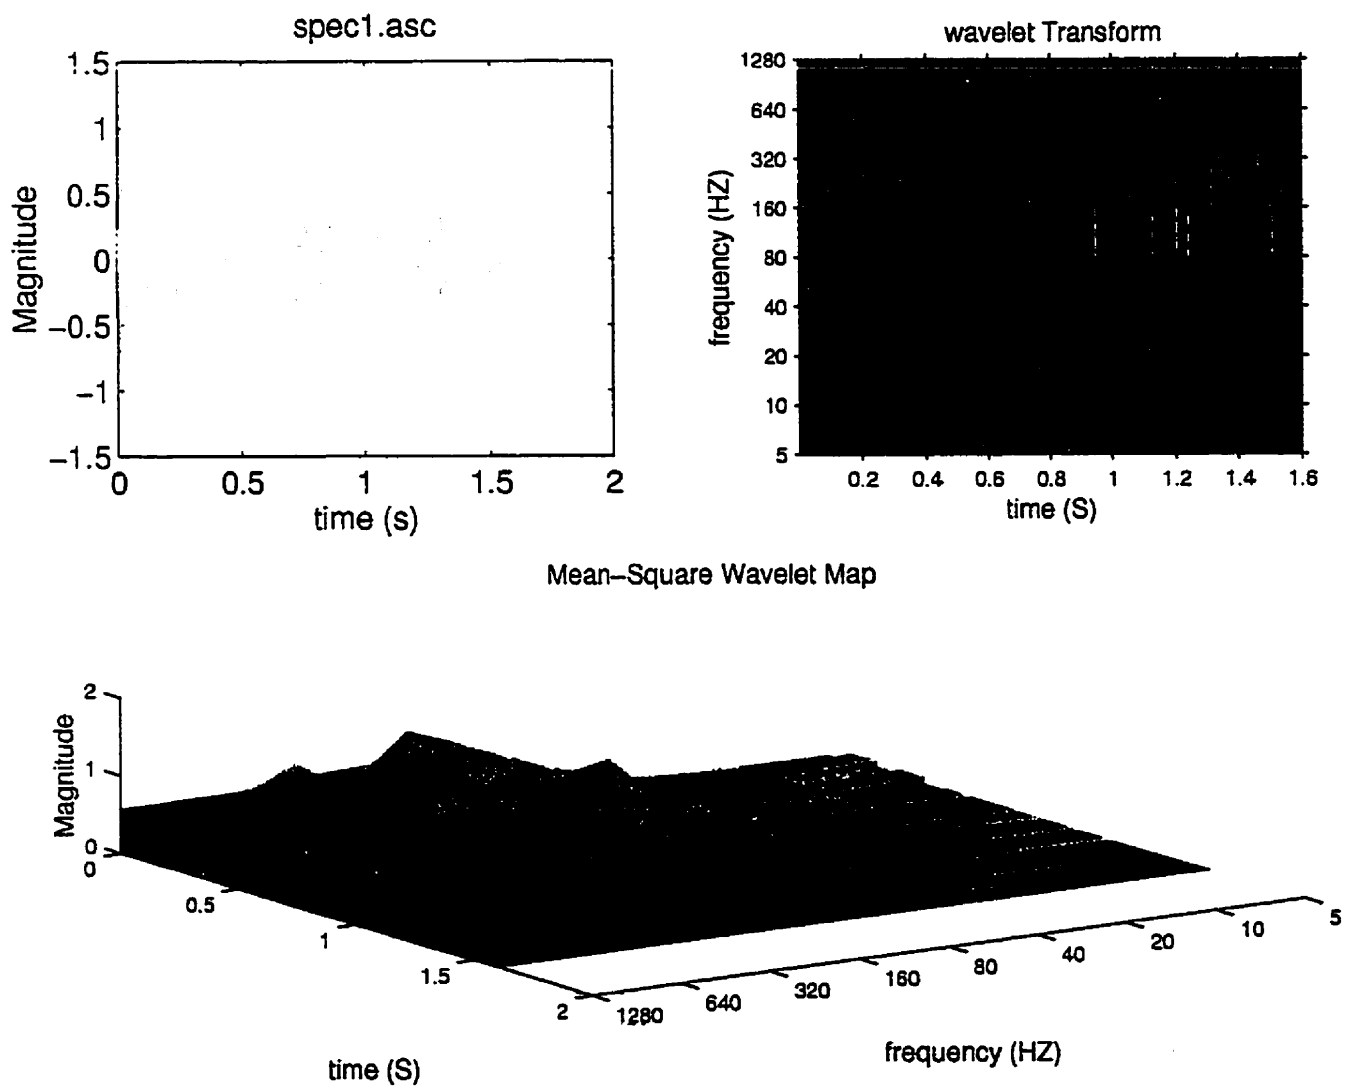 spec1.asc
1.5
1
0.5
0
−0.5
−1
−1.5
Magnitude
0 0.5 1 1.5 2
time (s)
wavelet Transform
1280
640
320
160
80
40
20
10
5
frequency (HZ)
0.2 0.4 0.6 0.8 1 1.2 1.4 1.6
time (S)
Mean−Square Wavelet Map
2
1
0
Magnitude
0
0.5
1
1.5
2
time (S)
1280 640 320 160 80 40 20 10 5
frequency (HZ)